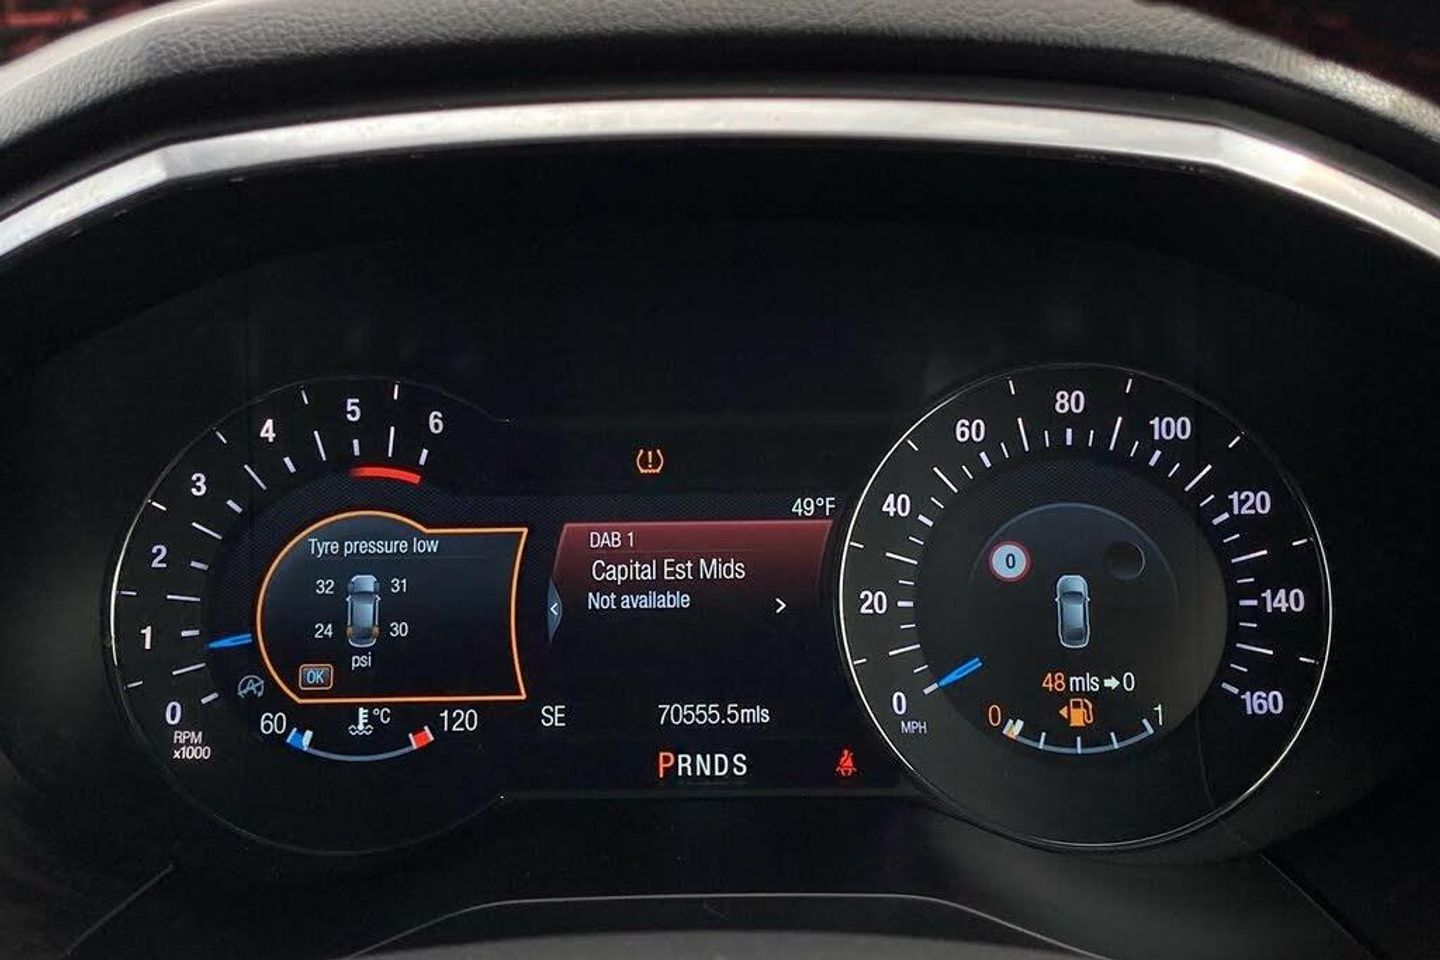 0
1
2
3
4
5
6
RPM
x1000
Tyre pressure low
32 31
24 30
psi
OK
60 °C 120
49°F
DAB 1
Capital Est Mids
Not available
SE 70555.5mls
PRNDS
0
20
40
60
80
100
120
140
160
MPH
0
48 mls 0
0 1